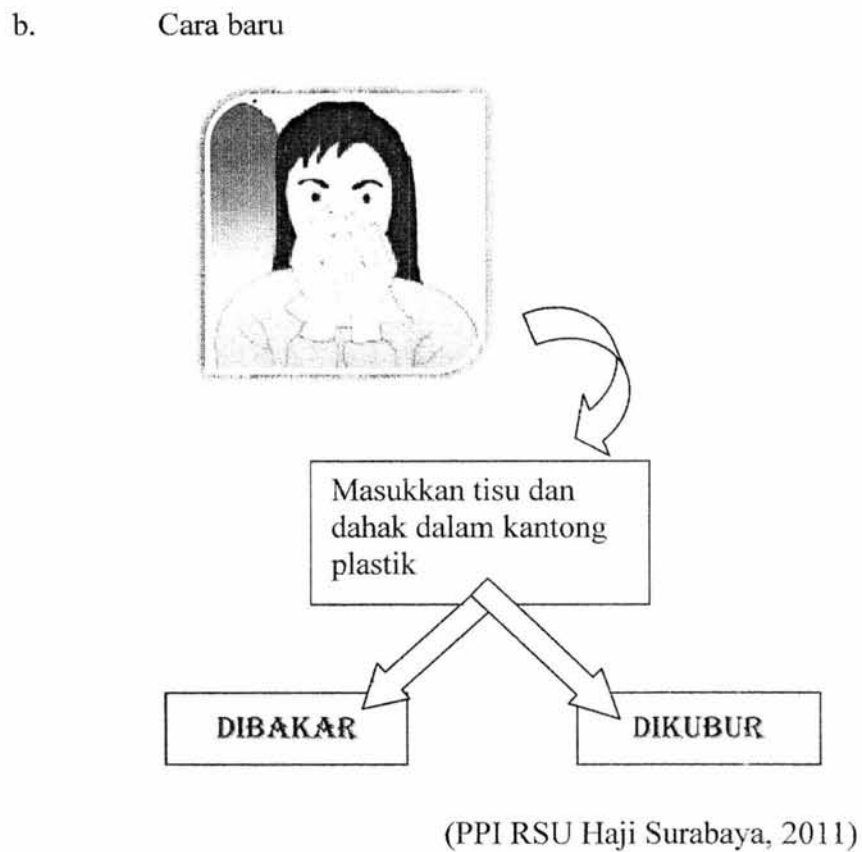 b. Cara baru
Masukkan tisu dan
dahak dalam kantong
plastik
DIBAKAR
DIKUBUR
(PPI RSU Haji Surabaya, 2011)